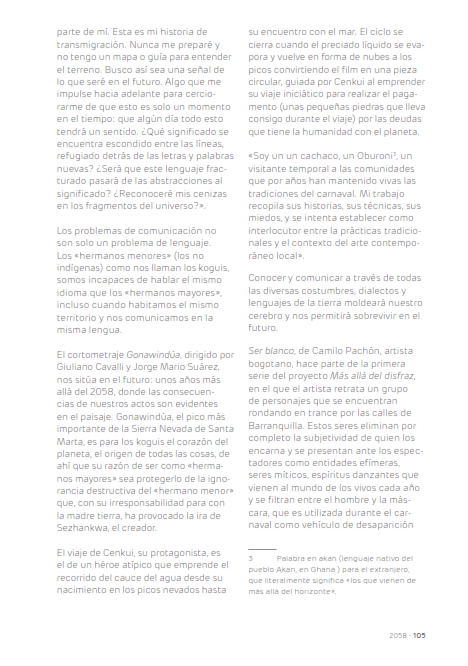 parte de mí. Esta es mi historia de
transmigración. Nunca me preparé y
no tengo un mapa o guía para entender
el terreno. Busco así sea una señal de
lo que seré en el futuro. Algo que me
impulse hacia adelante para cercio-
rarme de que esto es solo un momento
en el tiempo: que algún día todo esto
tendrá un sentido. ¿Qué significado se
encuentra escondido entre las líneas,
refugiado detrás de las letras y palabras
nuevas? ¿Será que este lenguaje frac-
turado pasará de las abstracciones al
significado? ¿Reconoceré mis cenizas
en los fragmentos del universo?».
Los problemas de comunicación no
son solo un problema de lenguaje.
Los «hermanos menores» (los no
indígenas) como nos llaman los koguis,
somos incapaces de hablar el mismo
idioma que los «hermanos mayores»,
incluso cuando habitamos el mismo
territorio y nos comunicamos en la
misma lengua.
El cortometraje Gonawindúa, dirigido por
Giuliano Cavalli y Jorge Mario Suárez,
nos sitúa en el futuro: unos años más
allá del 2058, donde las consecuen-
cias de nuestros actos son evidentes
en el paisaje. Gonawindúa, el pico más
importante de la Sierra Nevada de Santa
Marta, es para los koguis el corazón del
planeta, el origen de todas las cosas, de
ahí que su razón de ser como «herma-
nos mayores» sea protegerlo de la igno-
rancia destructiva del «hermano menor»
que, con su irresponsabilidad para con
la madre tierra, ha provocado la ira de
Sezhankwa, el creador.
El viaje de Cenkui, su protagonista, es
el de un héroe atípico que emprende el
recorrido del cauce del agua desde su
nacimiento en los picos nevados hasta
su encuentro con el mar. El ciclo se
cierra cuando el preciado líquido se eva-
pora y vuelve en forma de nubes a los
picos convirtiendo el film en una pieza
circular, guiada por Cenkui al emprender
su viaje iniciático para realizar el paga-
mento (unas pequeñas piedras que lleva
consigo durante el viaje) por las deudas
que tiene la humanidad con el planeta.
«Soy un un cachaco, un Oburoni³, un
visitante temporal a las comunidades
que por años han mantenido vivas las
tradiciones del carnaval. Mi trabajo
recopila sus historias, sus técnicas, sus
miedos, y se intenta establecer como
interlocutor entre la prácticas tradicio-
nales y el contexto del arte contempo-
ráneo local».
Conocer y comunicar a través de todas
las diversas costumbres, dialectos y
lenguajes de la tierra moldeará nuestro
cerebro y nos permitirá sobrevivir en el
futuro.
Ser blanco, de Camilo Pachón, artista
bogotano, hace parte de la primera
serie del proyecto Más allá del disfraz,
en el que el artista retrata un grupo
de personajes que se encuentran
rondando en trance por las calles de
Barranquilla. Estos seres eliminan por
completo la subjetividad de quien los
encarna y se presentan ante los espec-
tadores como entidades efímeras,
seres míticos, espíritus danzantes que
vienen al mundo de los vivos cada año
y se filtran entre el hombre y la más-
cara, que es utilizada durante el car-
naval como vehículo de desaparición
3 Palabra en akan (lenguaje nativo del
pueblo Akan, en Ghana ) para el extranjero,
que literalmente significa «los que vienen de
más allá del horizonte».
2058 · 105